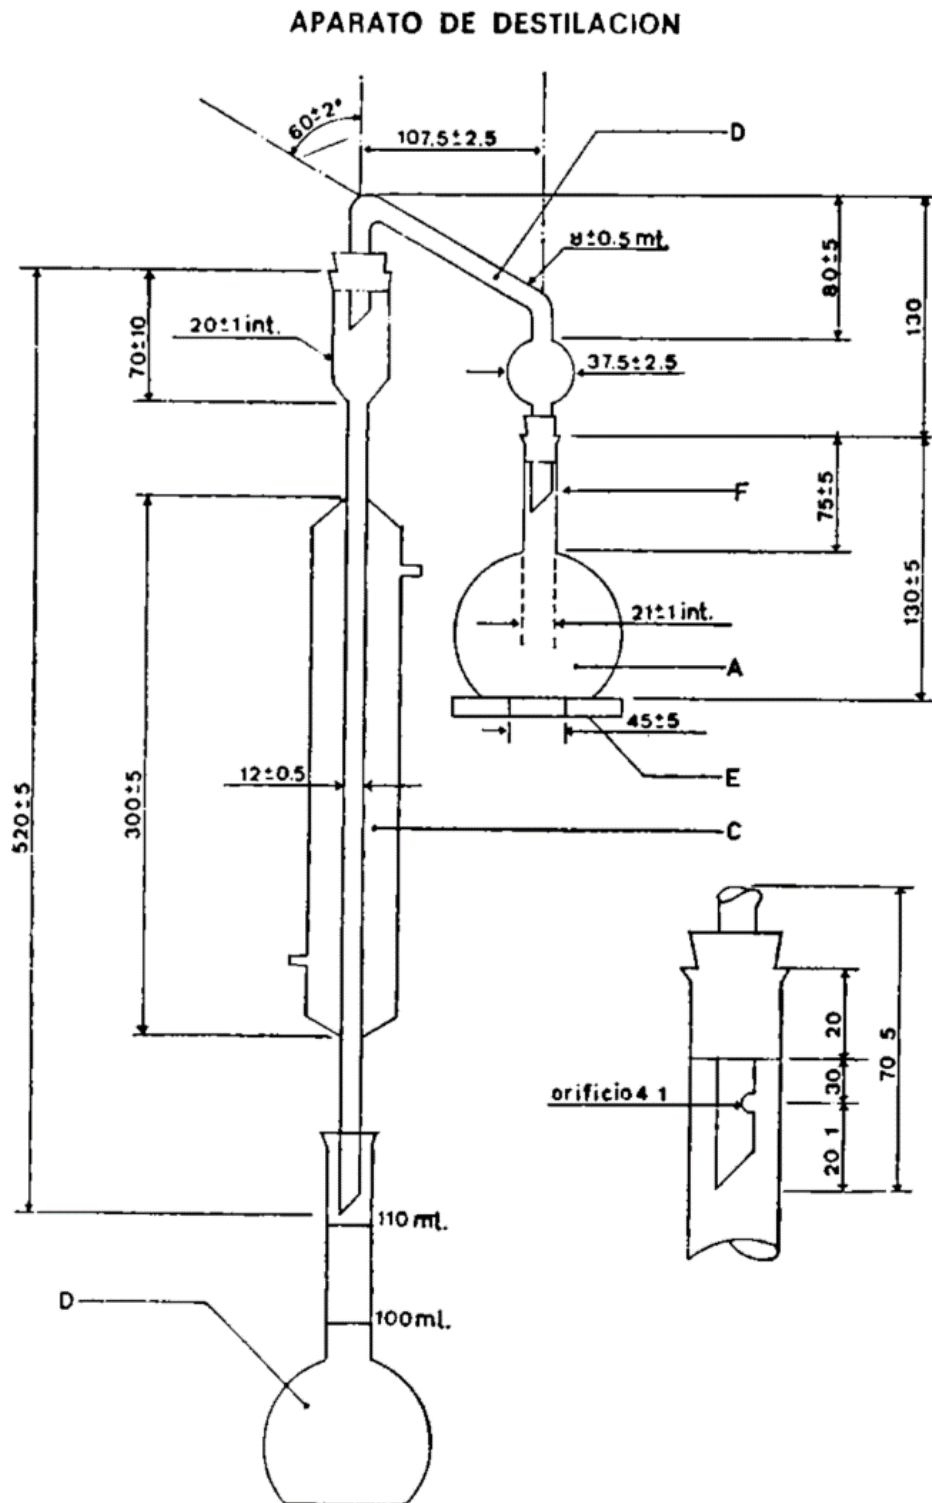 APARATO DE DESTILACION
60±2°
107.5±2.5
D
8±0.5 mt.
80±5
130
70±10
20±1 int.
37.5±2.5
F
75±5
130±5
21±1 int.
A
45±5
E
520±5
300±5
12±0.5
C
20
70 5
30
orificio 4 1
20 1
110 ml.
D
100 ml.